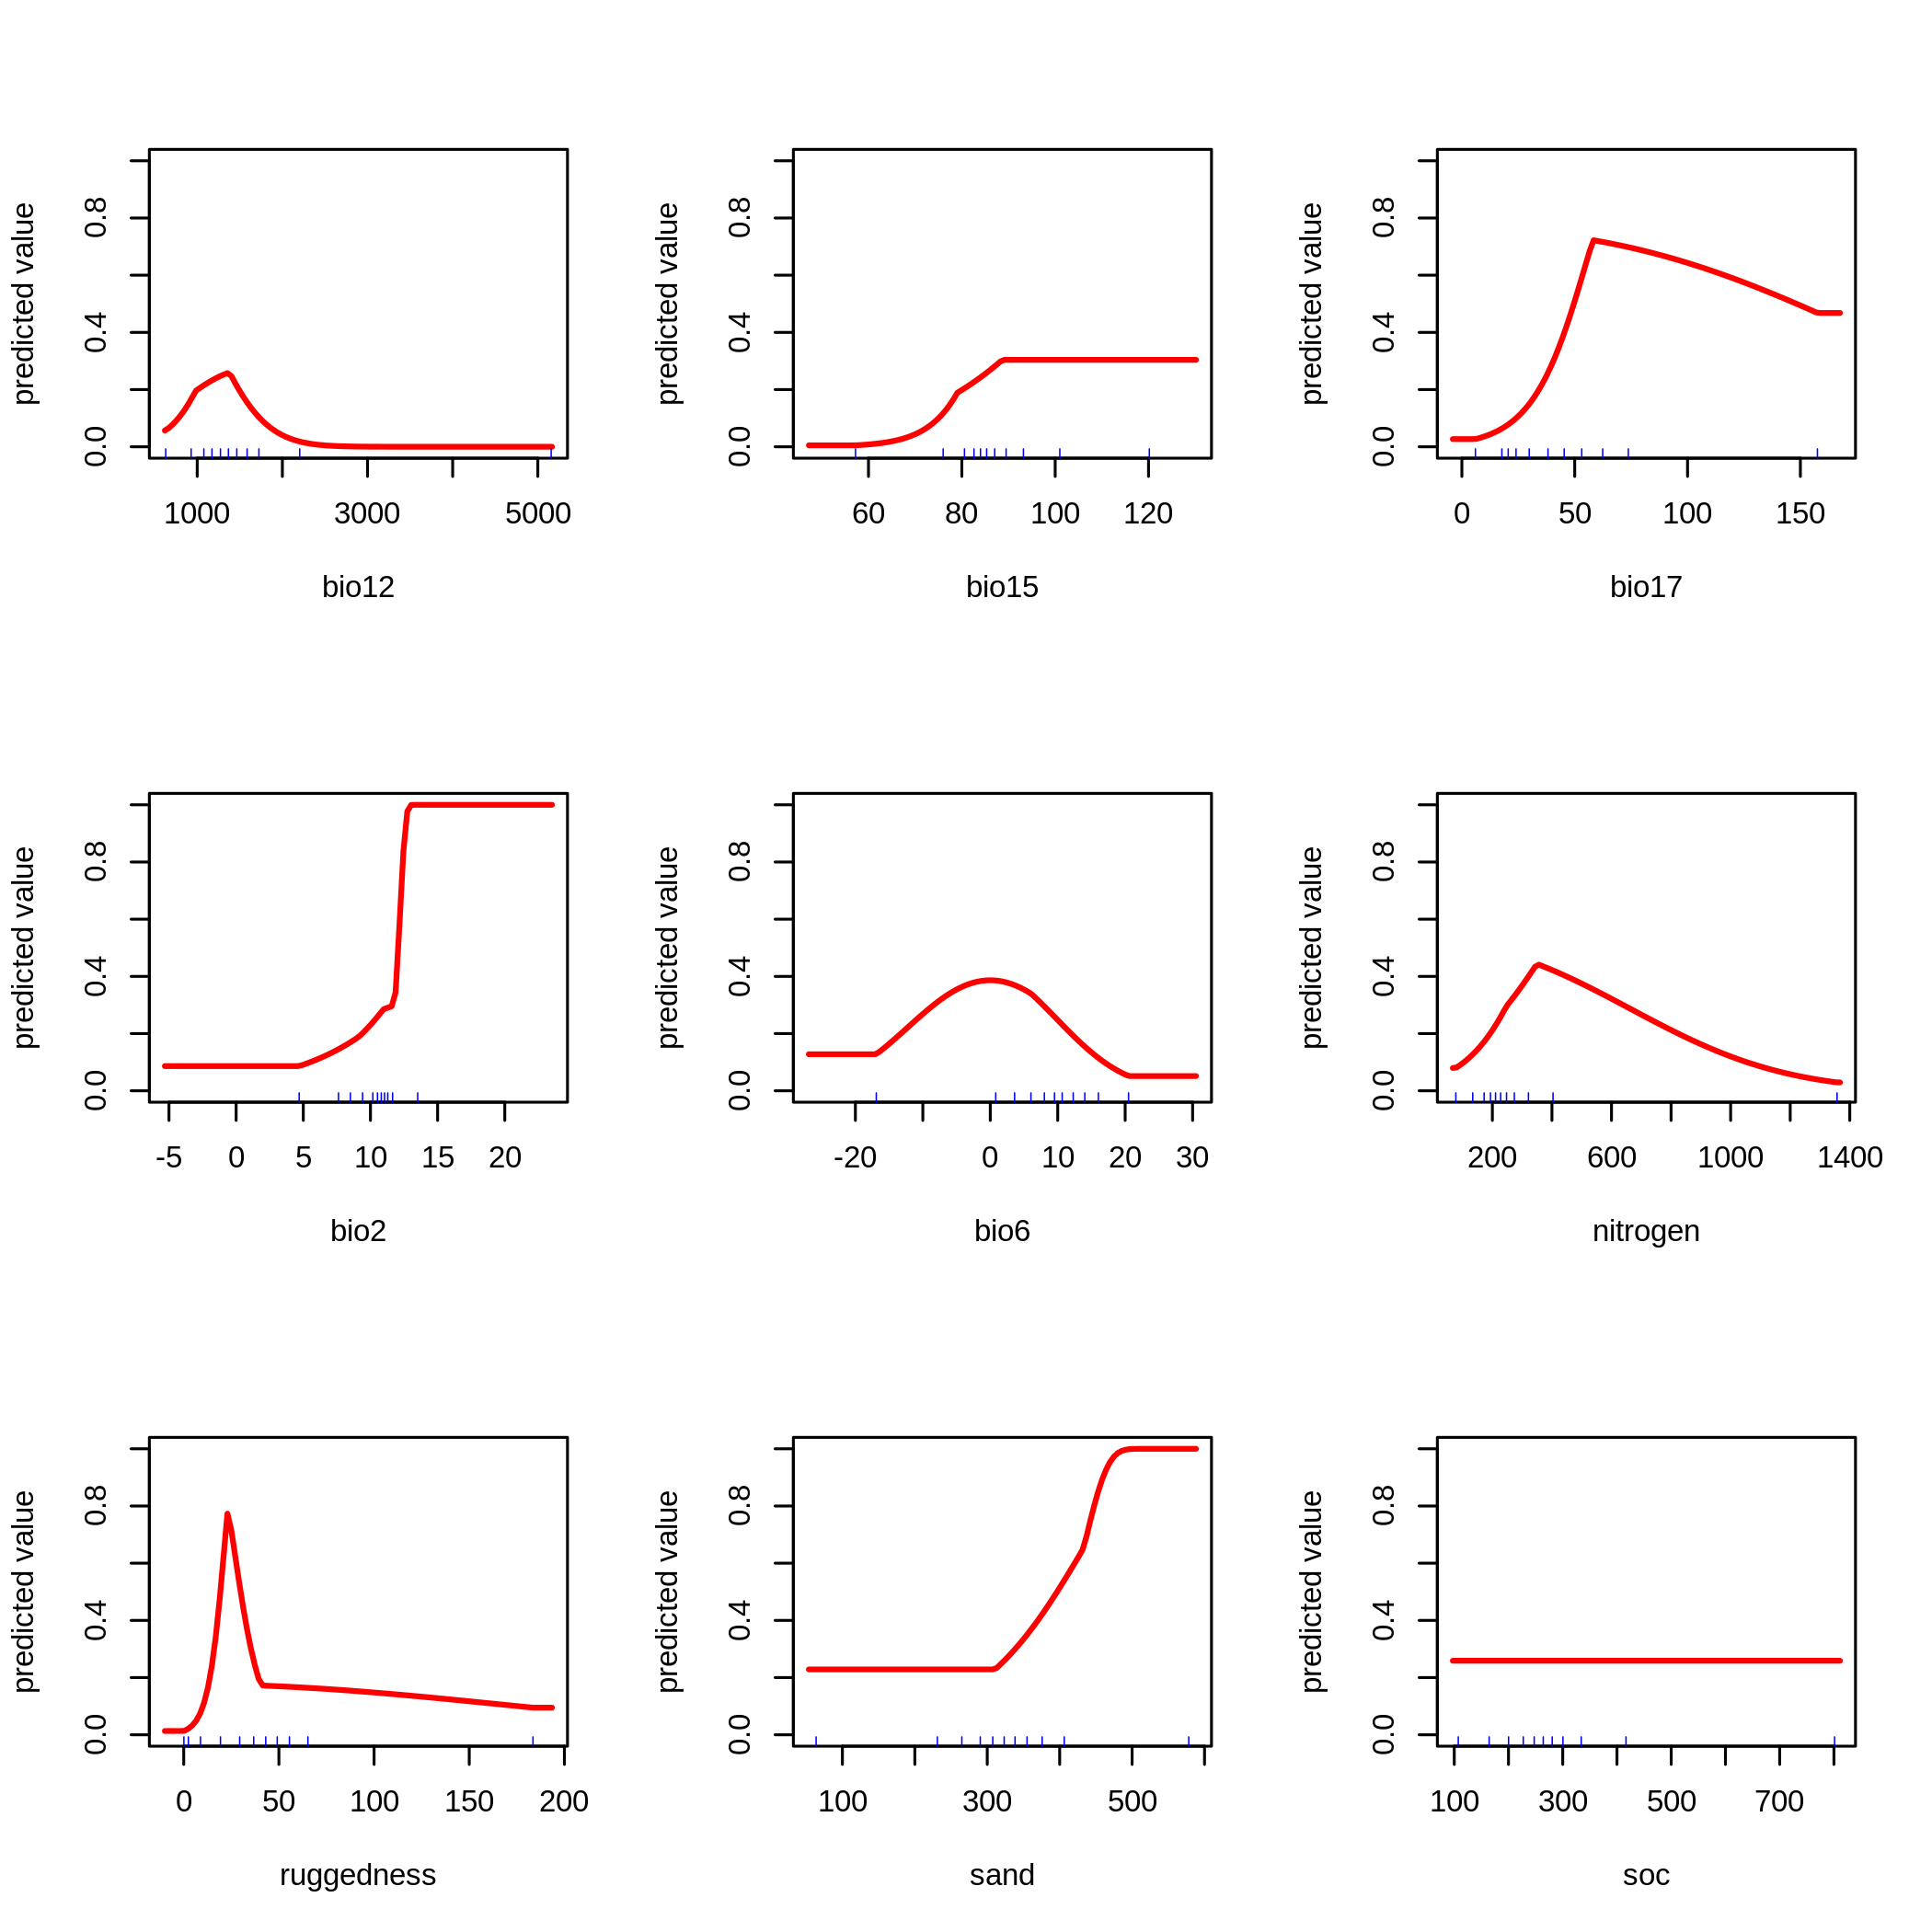 predicted value
0.0 0.4 0.8
1000 3000 5000
bio12
predicted value
0.0 0.4 0.8
60 80 100 120
bio15
predicted value
0.0 0.4 0.8
0 50 100 150
bio17
predicted value
0.0 0.4 0.8
-5 0 5 10 15 20
bio2
predicted value
0.0 0.4 0.8
-20 0 10 20 30
bio6
predicted value
0.0 0.4 0.8
200 600 1000 1400
nitrogen
predicted value
0.0 0.4 0.8
0 50 100 150 200
ruggedness
predicted value
0.0 0.4 0.8
100 300 500
sand
predicted value
0.0 0.4 0.8
100 300 500 700
soc